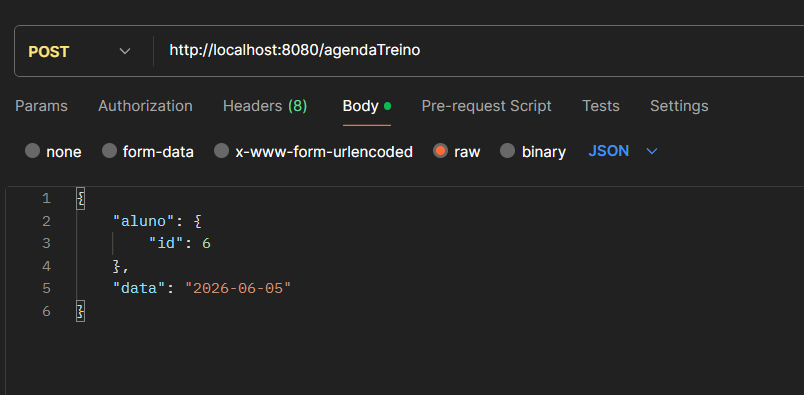 POST http://localhost:8080/agendaTreino
Params Authorization Headers (8) Body Pre-request Script Tests Settings
none form-data x-www-form-urlencoded raw binary JSON
1 {
2 "aluno": {
3 "id": 6
4 },
5 "data": "2026-06-05"
6 }